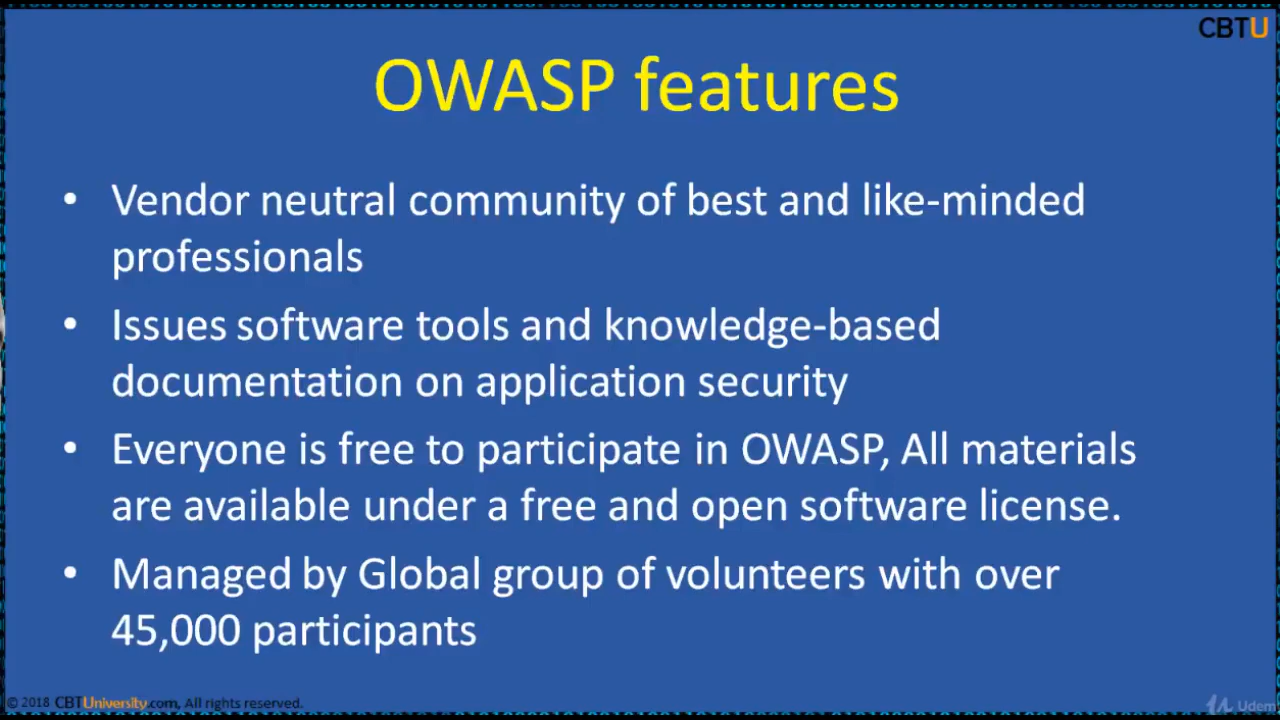 CBTU
OWASP features
• Vendor neutral community of best and like-minded
professionals
• Issues software tools and knowledge-based
documentation on application security
• Everyone is free to participate in OWASP, All materials
are available under a free and open software license.
• Managed by Global group of volunteers with over
45,000 participants
© 2018 CBTUniversity.com, All rights reserved.